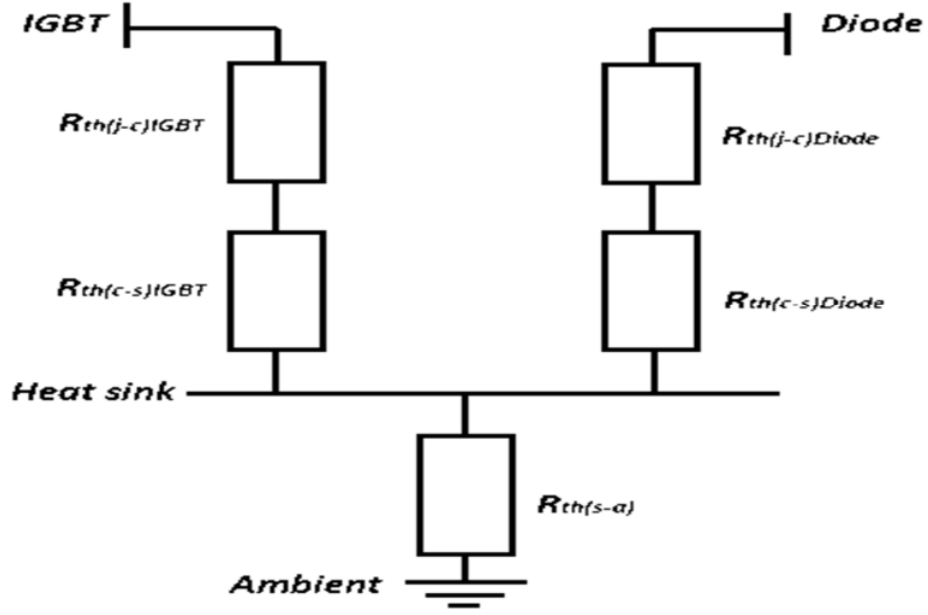 IGBT
Diode
Rth(j-c)IGBT
Rth(j-c)Diode
Rth(c-s)IGBT
Rth(c-s)Diode
Heat sink
Rth(s-a)
Ambient